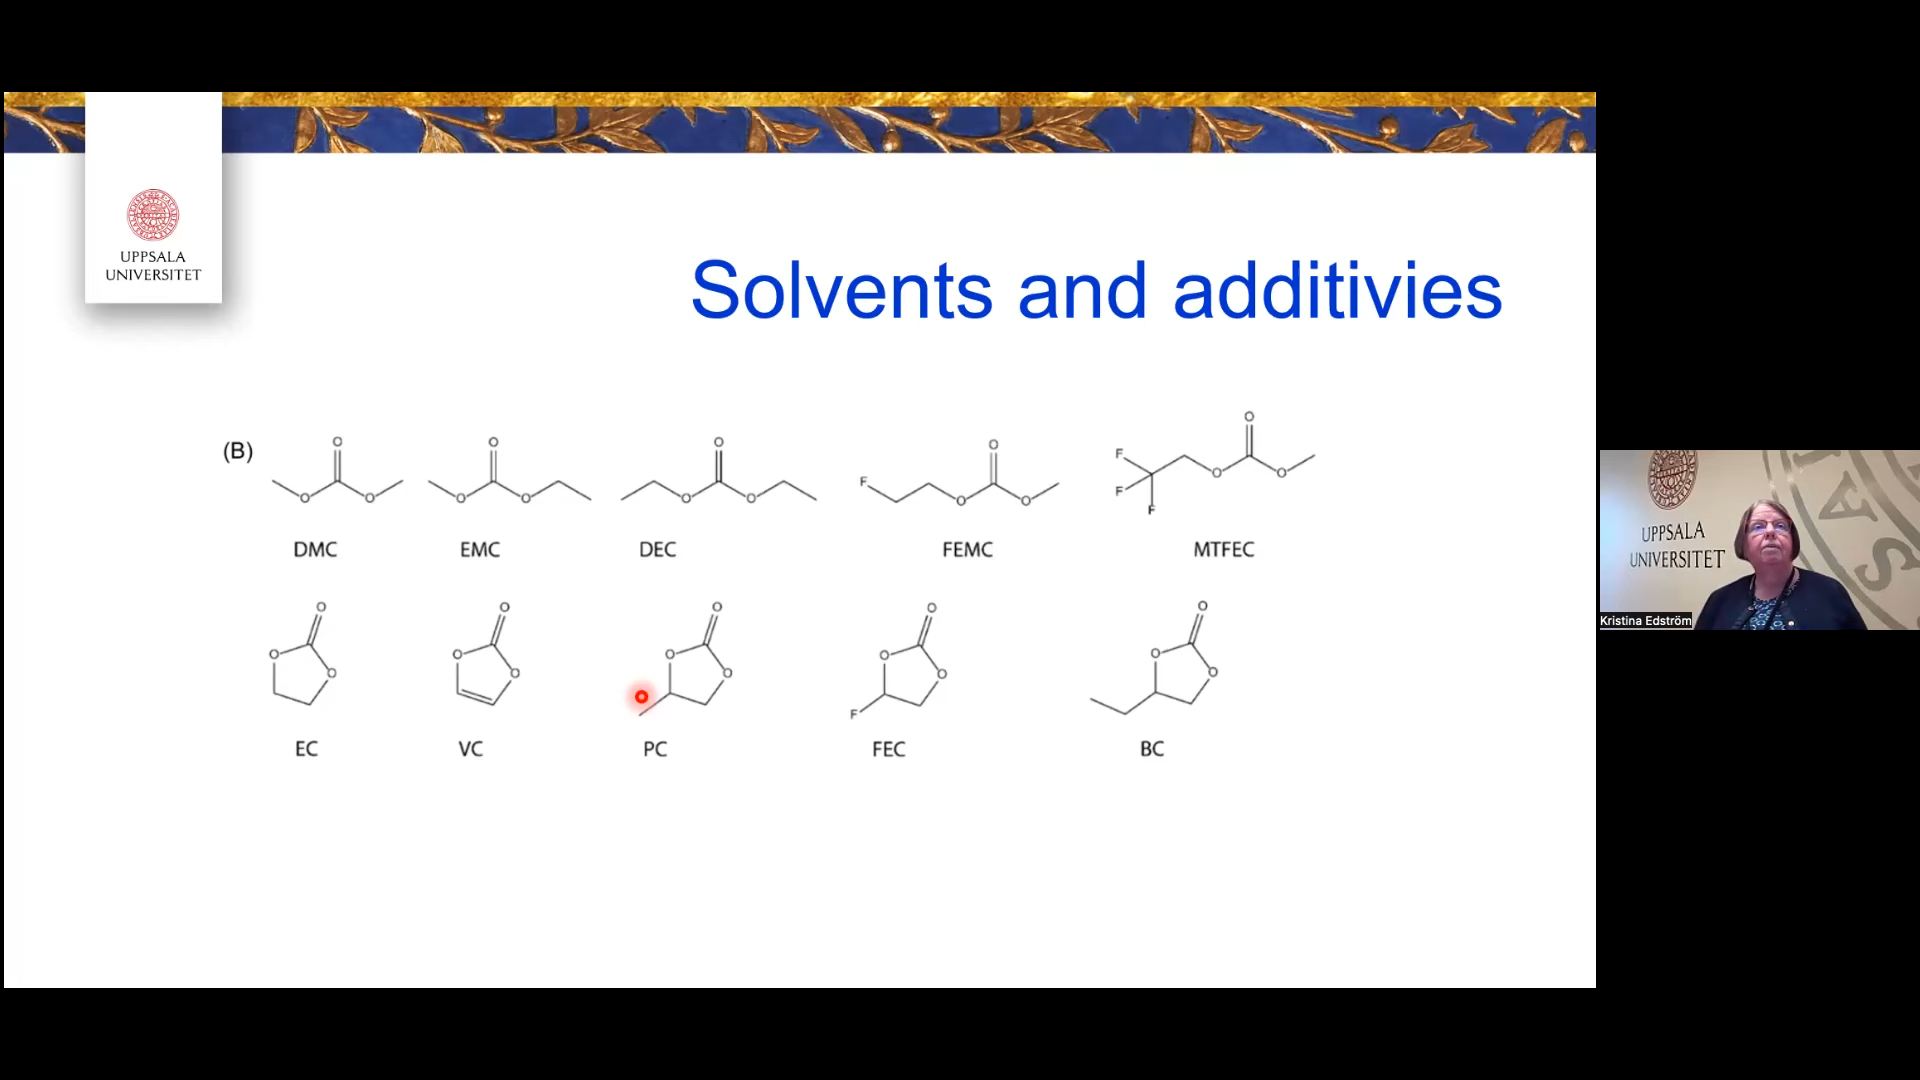 UPPSALA
UNIVERSITET
Solvents and additivies
(B)
O
O
O
O
O
O
O
O
O
F
O
O
O
F
F
F
O
O
O
DMC
EMC
DEC
FEMC
MTFEC
O
O
O
O
O
O
O
O
O
F
O
O
O
O
O
O
EC
VC
PC
FEC
BC
UPPSALA
UNIVERSITET
Kristina Edström